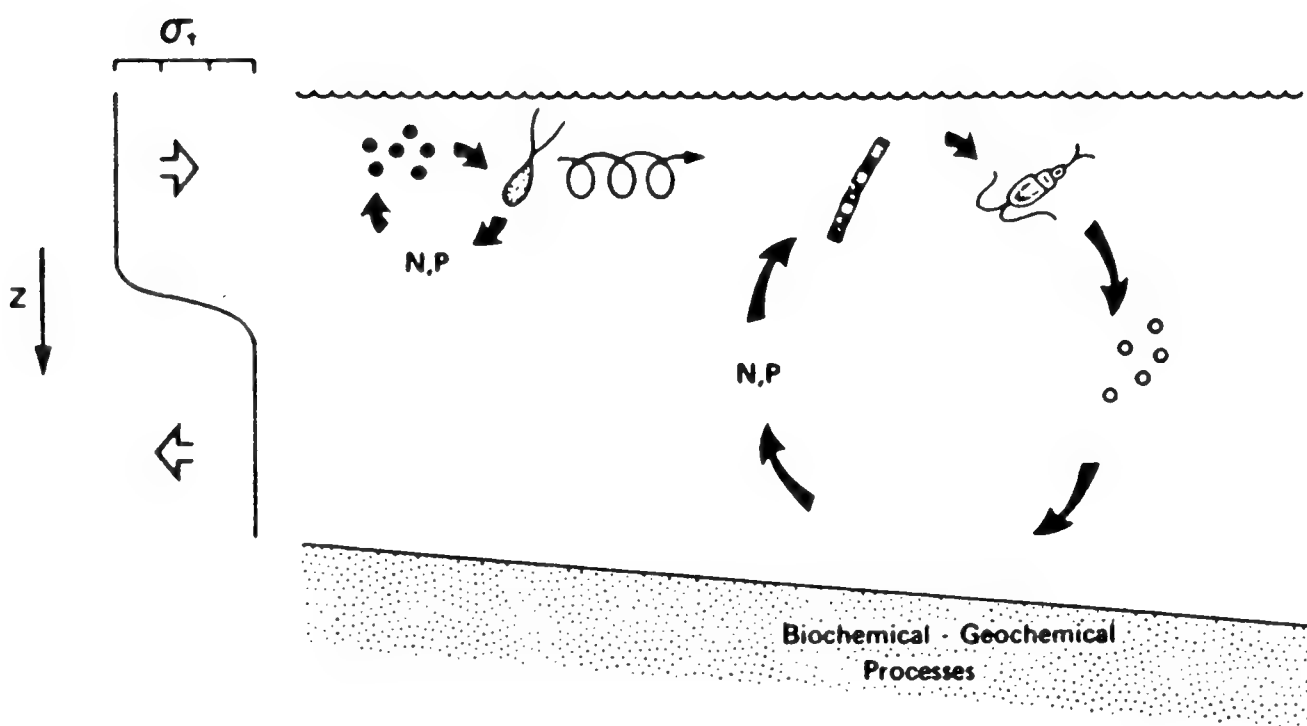 σₜ
N,P
Z
N,P
Biochemical - Geochemical
Processes